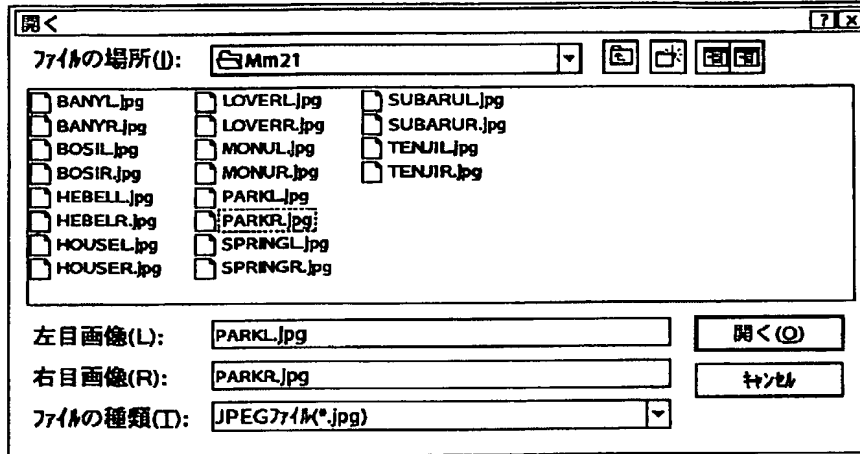 開く
ファイルの場所(I): Mm21
BANYL.jpg LOVERL.jpg SUBARUL.jpg
BANYR.jpg LOVERR.jpg SUBARUR.jpg
BOSIL.jpg MONUL.jpg TENJIL.jpg
BOSIR.jpg MONUR.jpg TENJIR.jpg
HEBELL.jpg PARKL.jpg
HEBELR.jpg PARKR.jpg
HOUSEL.jpg SPRINGL.jpg
HOUSER.jpg SPRINGR.jpg
左目画像(L): PARKL.jpg 開く(O)
右目画像(R): PARKR.jpg キャンセル
ファイルの種類(T): JPEGファイル(*.jpg)